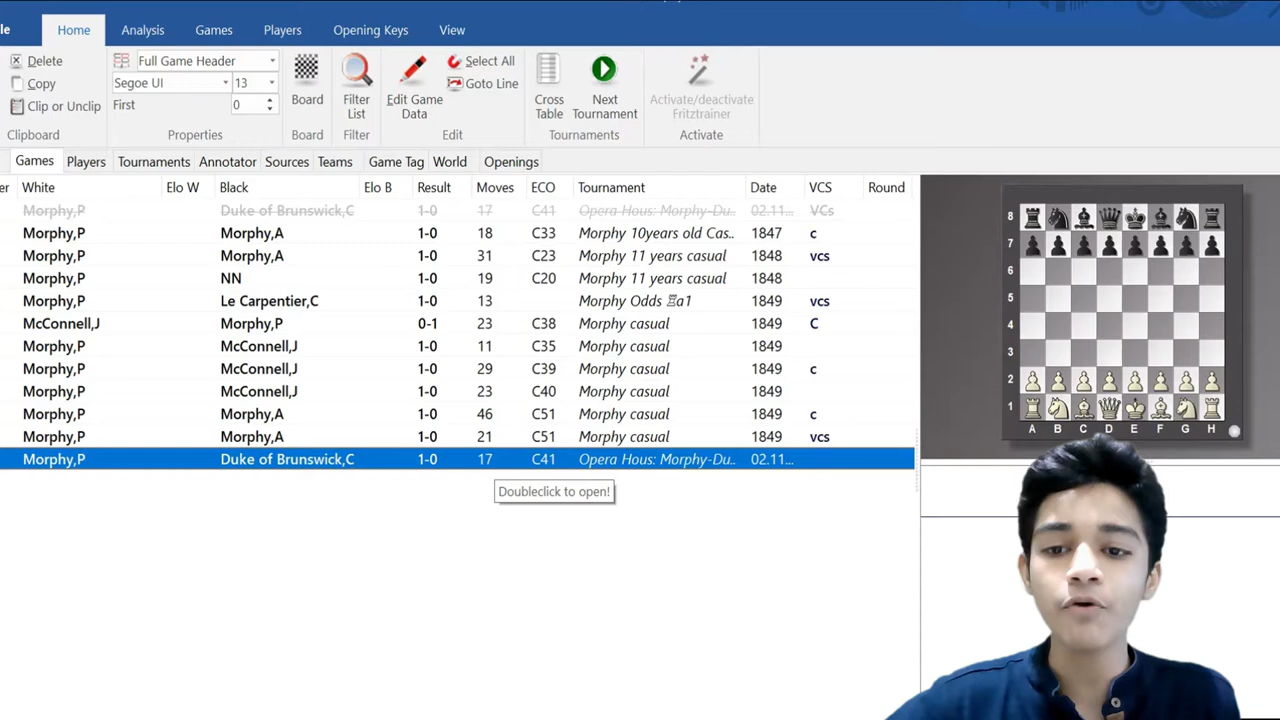 le Home Analysis Games Players Opening Keys View
Delete Full Game Header Select All
Copy Segoe UI 13 Goto Line
Clip or Unclip First 0 Board Filter List Edit Game Data Cross Table Next Tournament Activate/deactivate Fritztrainer
Clipboard Properties Board Filter Edit Tournaments Activate
Games Players Tournaments Annotator Sources Teams Game Tag World Openings
er White Elo W Black Elo B Result Moves ECO Tournament Date VCS Round
Morphy,P Duke of Brunswick,C 1-0 17 C41 Opera Hous: Morphy-Du.. 02.11... VCs
Morphy,P Morphy,A 1-0 18 C33 Morphy 10years old Cas.. 1847 c
Morphy,P Morphy,A 1-0 31 C23 Morphy 11 years casual 1848 vcs
Morphy,P NN 1-0 19 C20 Morphy 11 years casual 1848
Morphy,P Le Carpentier,C 1-0 13 Morphy Odds ♖a1 1849 vcs
McConnell,J Morphy,P 0-1 23 C38 Morphy casual 1849 C
Morphy,P McConnell,J 1-0 11 C35 Morphy casual 1849
Morphy,P McConnell,J 1-0 29 C39 Morphy casual 1849 c
Morphy,P McConnell,J 1-0 23 C40 Morphy casual 1849
Morphy,P Morphy,A 1-0 46 C51 Morphy casual 1849 c
Morphy,P Morphy,A 1-0 21 C51 Morphy casual 1849 vcs
Morphy,P Duke of Brunswick,C 1-0 17 C41 Opera Hous: Morphy-Du.. 02.11...
Doubleclick to open!
8
7
6
5
4
3
2
1
A B C D E F G H